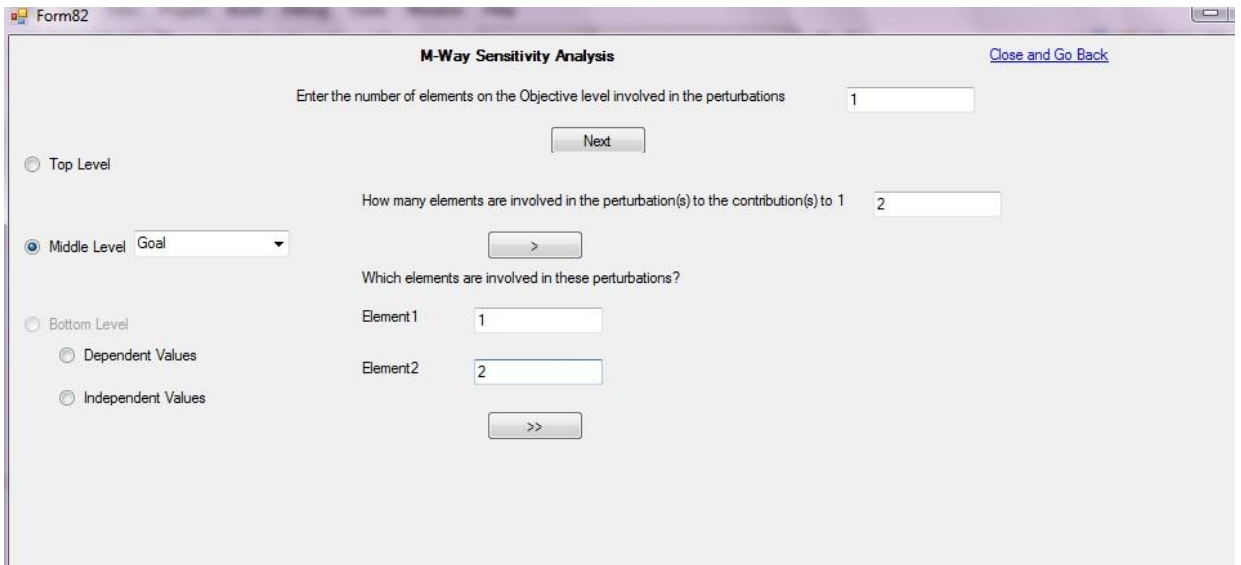 Form82
M-Way Sensitivity Analysis
Close and Go Back
Enter the number of elements on the Objective level involved in the perturbations 1
Next
Top Level
How many elements are involved in the perturbation(s) to the contribution(s) to 1 2
Middle Level Goal
>
Which elements are involved in these perturbations?
Bottom Level
Element1 1
Dependent Values
Element2 2
Independent Values
>>